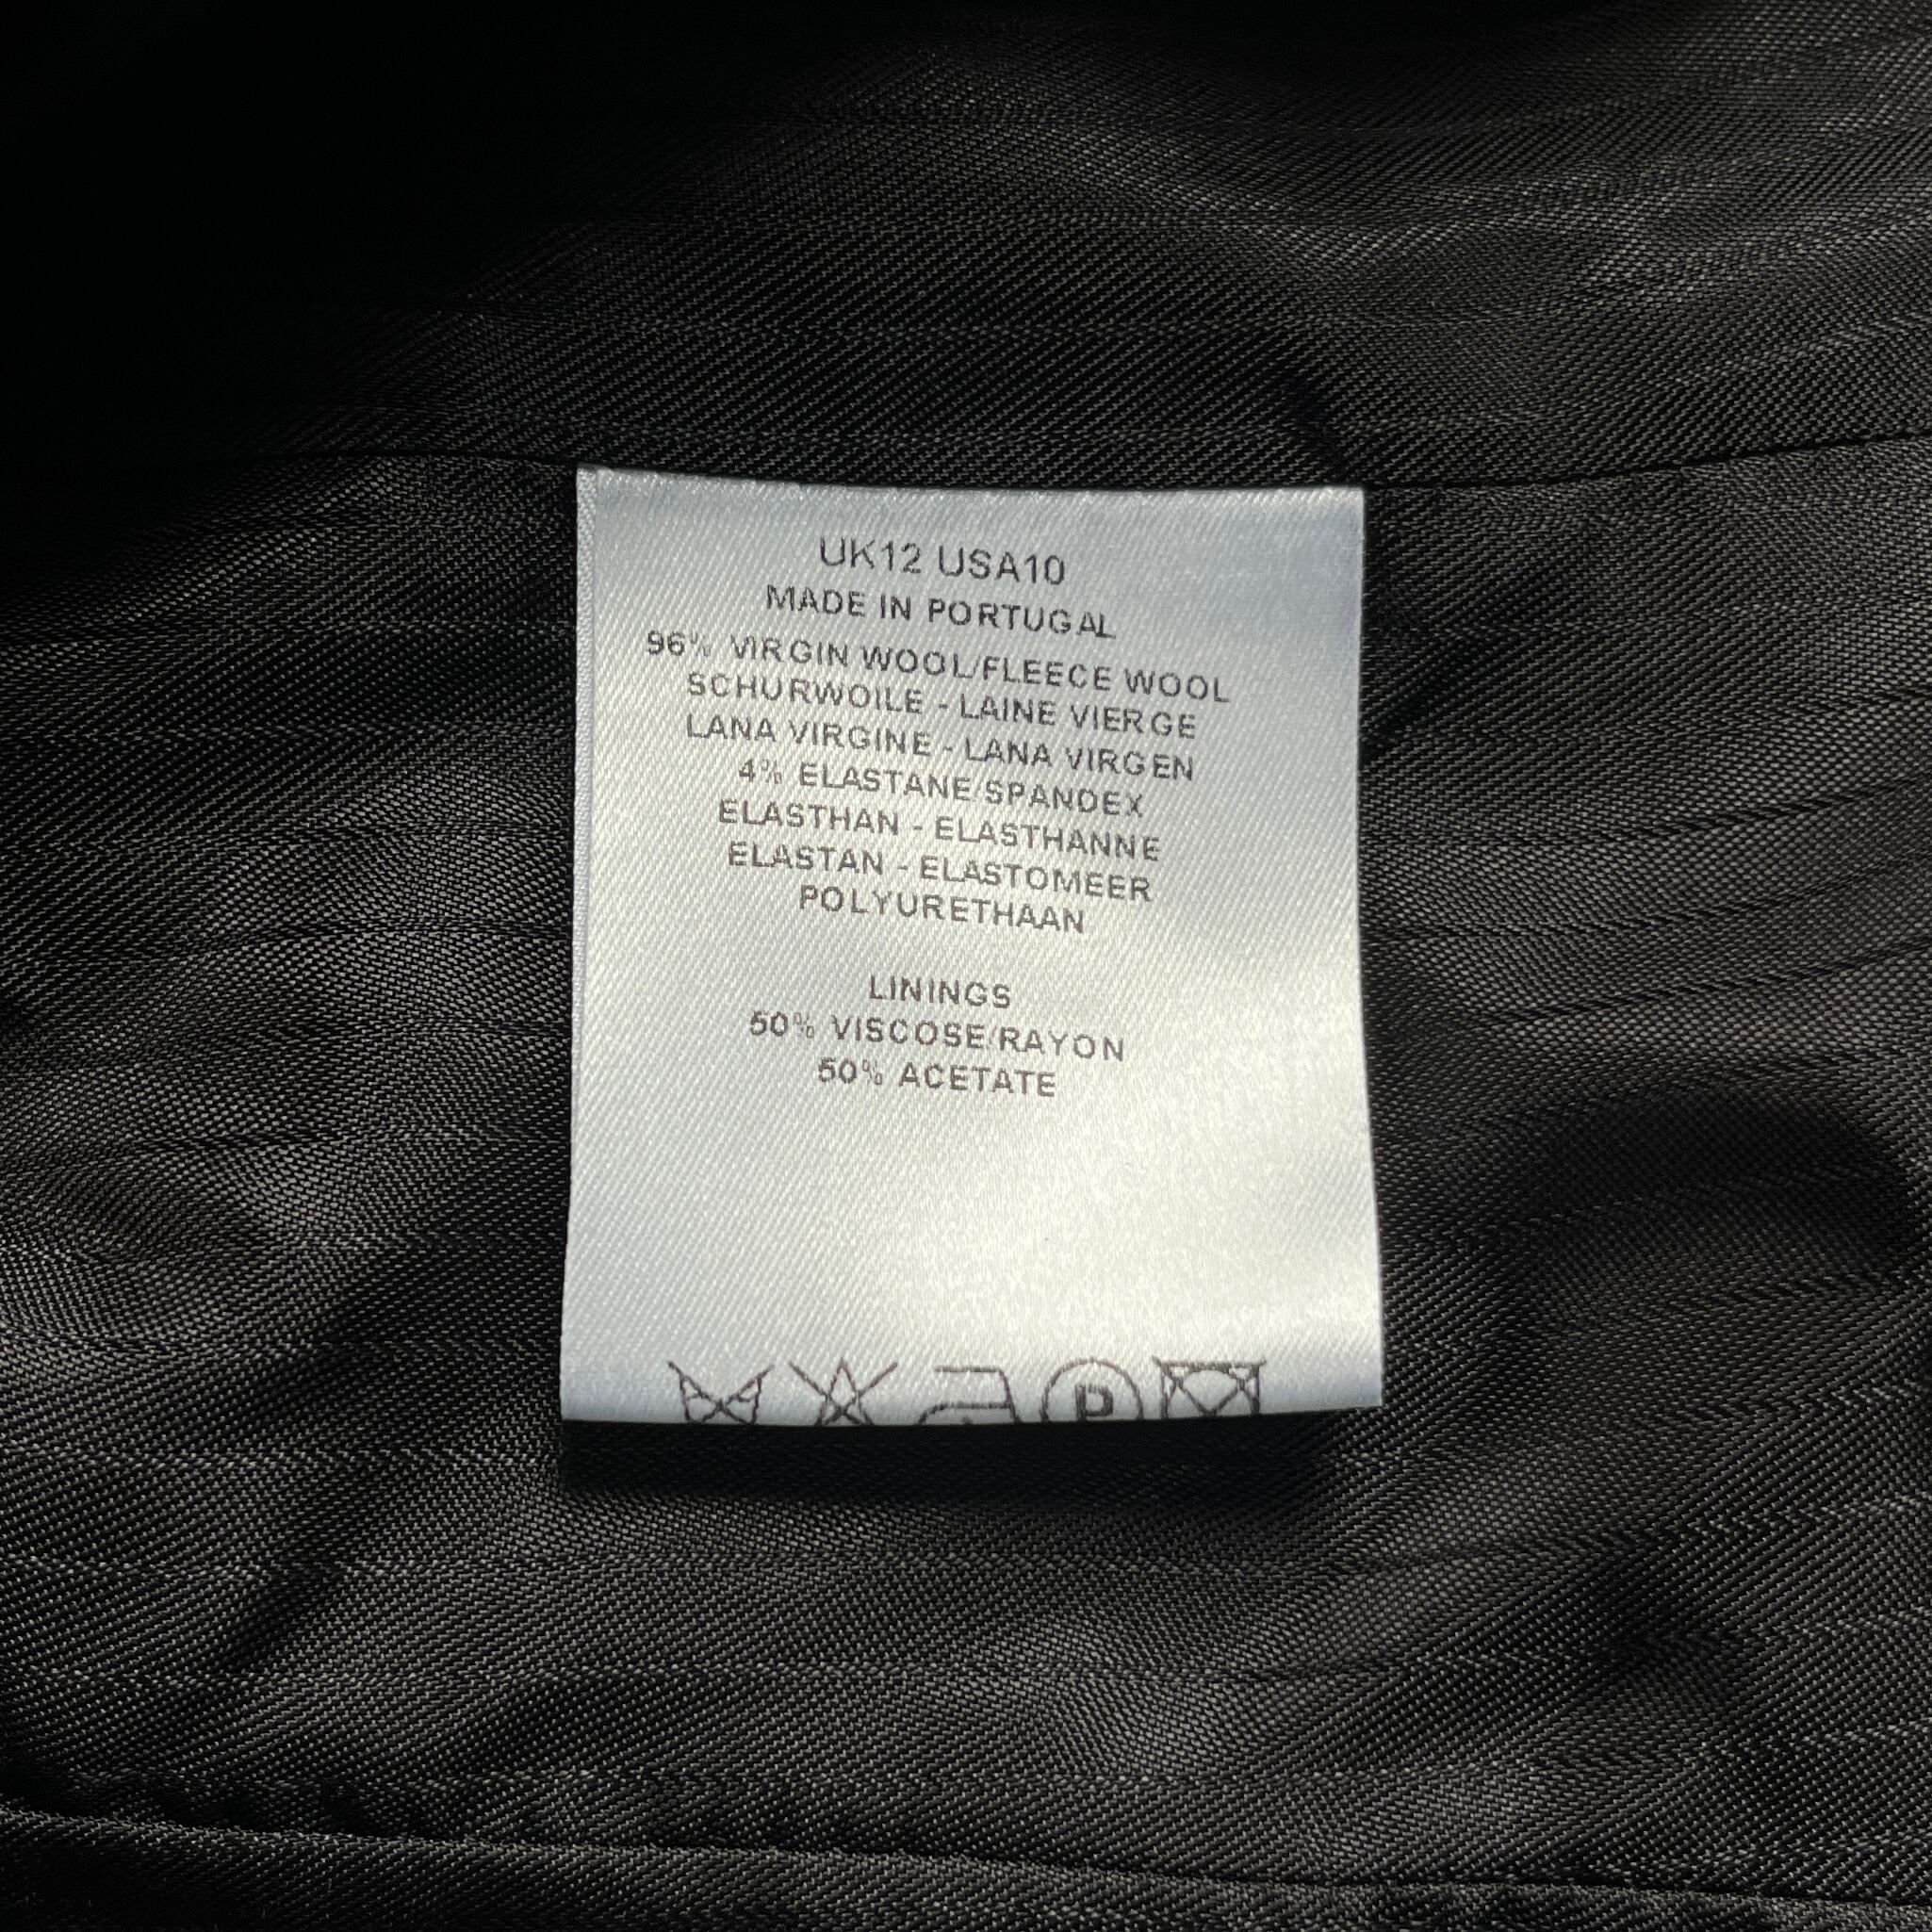 UK12 USA10
MADE IN PORTUGAL
96% VIRGIN WOOL/FLEECE WOOL
SCHURWOILE - LAINE VIERGE
LANA VIRGINE - LANA VIRGEN
4% ELASTANE/SPANDEX
ELASTHAN - ELASTHANNE
ELASTAN - ELASTOMEER
POLYURETHAAN
LININGS
50% VISCOSE/RAYON
50% ACETATE
P